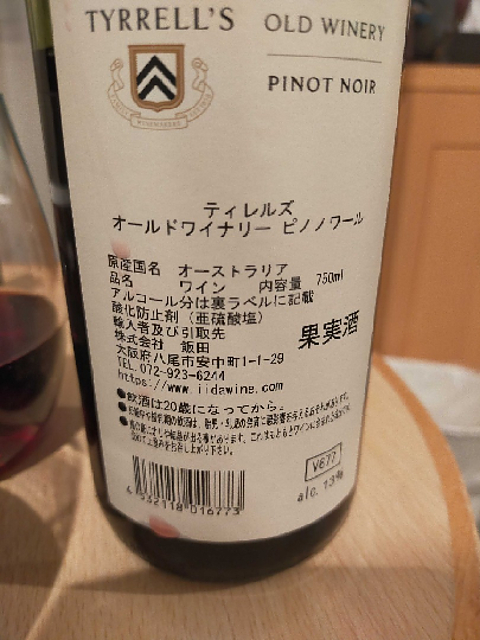 TYRRELL'S
OLD WINERY
PINOT NOIR
ティレルズ
オールドワイナリー ピノノワール
原産国名 オーストラリア
品名 ワイン 内容量 750ml
アルコール分は裏ラベルに記載
酸化防止剤(亜硫酸塩)
輸入者及び引取先
株式会社 飯田
大阪府八尾市安中町1-1-29
TEL.072-923-6244
https://www.iidawine.com
果実酒
●飲酒は20歳になってから。
V677
alc. 13%
4 532118 016773